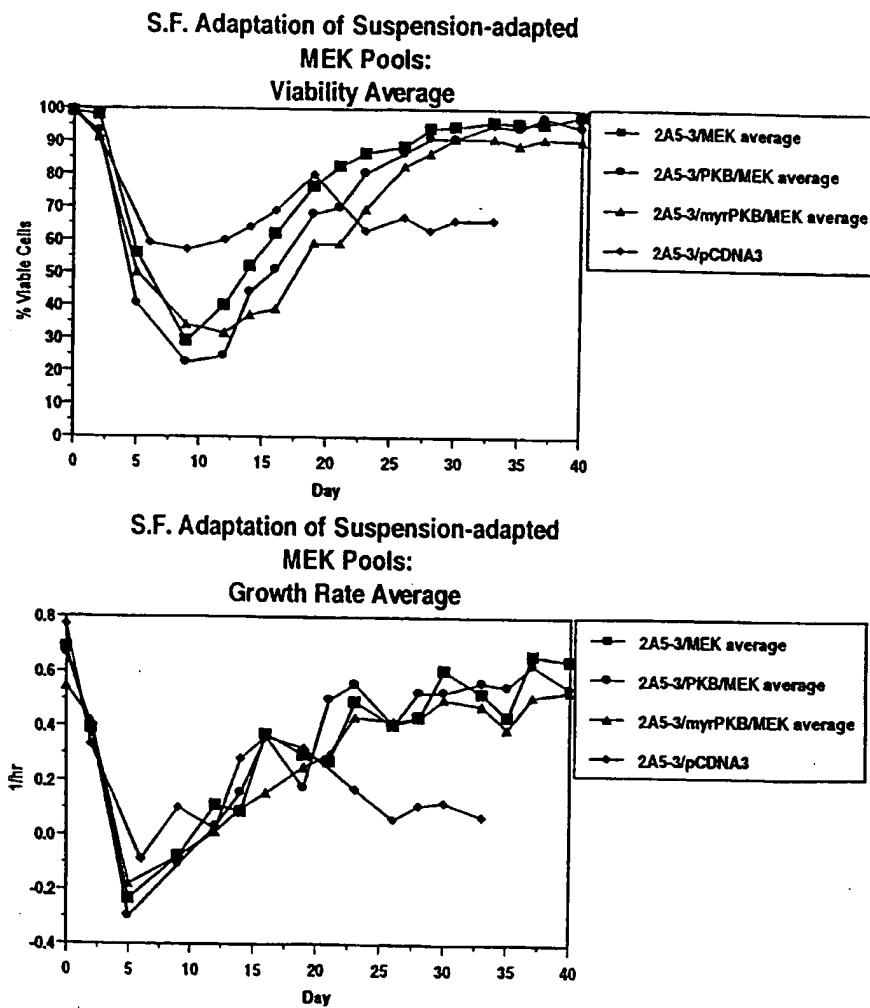 S.F. Adaptation of Suspension-adapted
MEK Pools:
Viability Average
100
90
80
70
60
50
40
30
20
10
0
% Viable Cells
0 5 10 15 20 25 30 35 40
Day
2A5-3/MEK average
2A5-3/PKB/MEK average
2A5-3/myrPKB/MEK average
2A5-3/pCDNA3
S.F. Adaptation of Suspension-adapted
MEK Pools:
Growth Rate Average
0.8
0.6
0.4
0.2
0.0
-0.2
-0.4
1/hr
0 5 10 15 20 25 30 35 40
Day
2A5-3/MEK average
2A5-3/PKB/MEK average
2A5-3/myrPKB/MEK average
2A5-3/pCDNA3